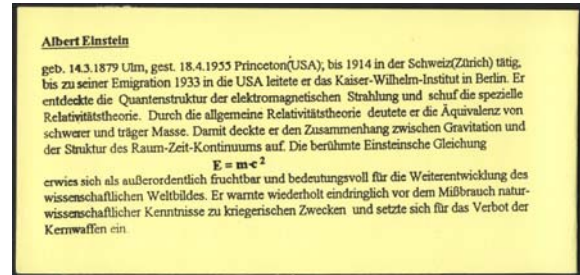 Albert Einstein
geb. 14.3.1879 Ulm, gest. 18.4.1955 Princeton(USA); bis 1914 in der Schweiz(Zürich) tätig,
bis zu seiner Emigration 1933 in die USA leitete er das Kaiser-Wilhelm-Institut in Berlin. Er
entdeckte die Quantenstruktur der elektromagnetischen Strahlung und schuf die spezielle
Relativitätstheorie. Durch die allgemeine Relativitätstheorie deutete er die Äquivalenz von
schwerer und träger Masse. Damit deckte er den Zusammenhang zwischen Gravitation und
der Struktur des Raum-Zeit-Kontinuums auf. Die berühmte Einsteinsche Gleichung
E = m·c²
erwies sich als außerordentlich fruchtbar und bedeutungsvoll für die Weiterentwicklung des
wissenschaftlichen Weltbildes. Er warnte wiederholt eindringlich vor dem Mißbrauch natur-
wissenschaftlicher Kenntnisse zu kriegerischen Zwecken und setzte sich für das Verbot der
Kernwaffen ein.